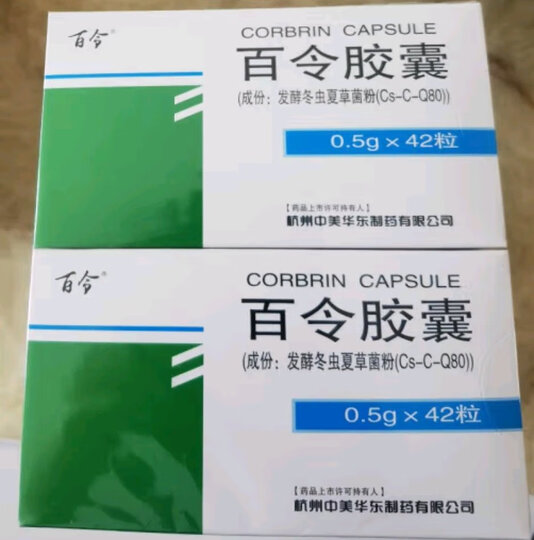 百令®
CORBRIN CAPSULE
百令胶囊
(成份：发酵冬虫夏草菌粉(Cs-C-Q80))
0.5g×42粒
【药品上市许可持有人】
杭州中美华东制药有限公司
百令®
CORBRIN CAPSULE
百令胶囊
(成份：发酵冬虫夏草菌粉(Cs-C-Q80))
0.5g×42粒
【药品上市许可持有人】
杭州中美华东制药有限公司